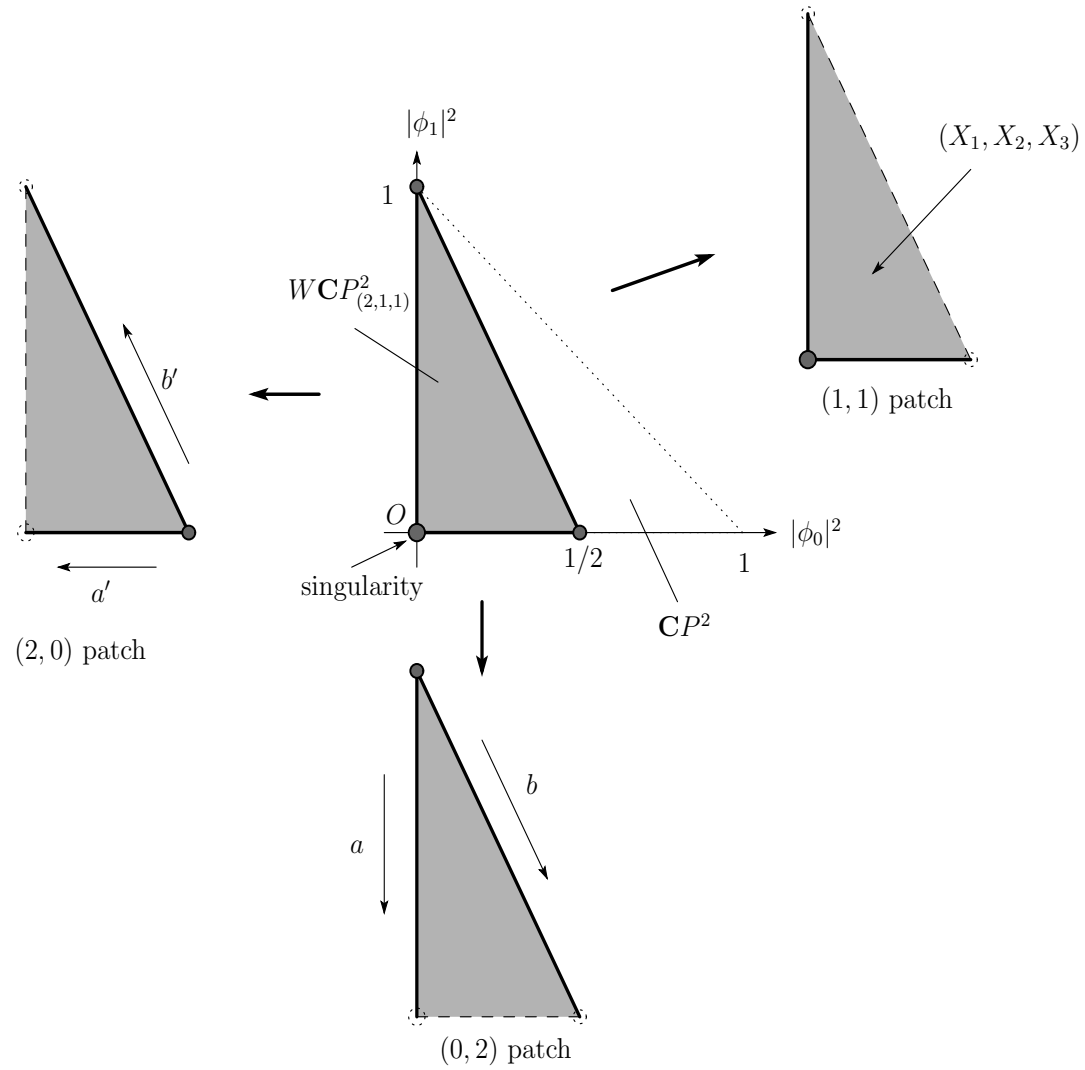 (X₁, X₂, X₃)
|ϕ₁|²
1
W𝐂P²₍₂,₁,₁₎
b′
(1, 1) patch
O
|ϕ₀|²
1/2
1
singularity
a′
𝐂P²
(2, 0) patch
b
a
(0, 2) patch